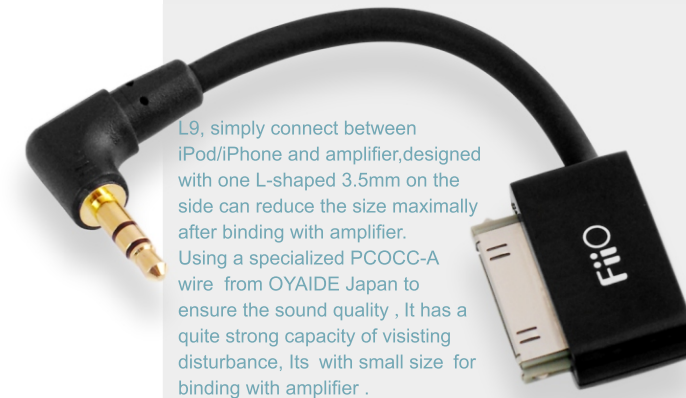 L9, simply connect between
iPod/iPhone and amplifier,designed
with one L-shaped 3.5mm on the
side can reduce the size maximally
after binding with amplifier.
Using a specialized PCOCC-A
wire from OYAIDE Japan to
ensure the sound quality , It has a
quite strong capacity of visisting
disturbance, Its with small size for
binding with amplifier .
FiiO